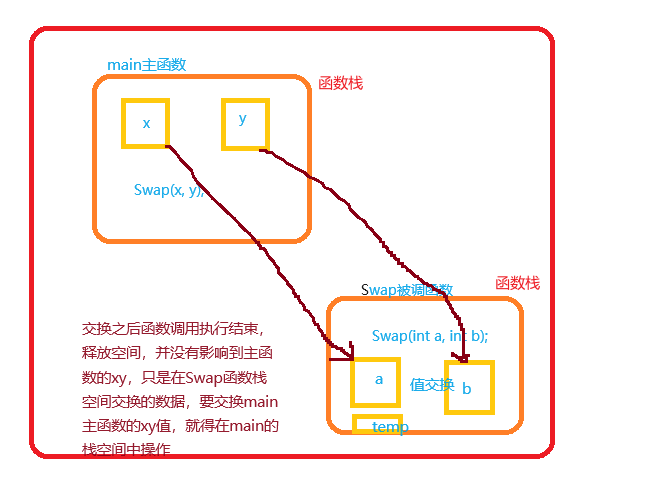 main主函数
函数栈
x
y
Swap(x, y);
Swap被调函数
函数栈
Swap(int a, int b);
a
值交换
b
temp
交换之后函数调用执行结束，
释放空间，并没有影响到主函
数的xy，只是在Swap函数栈
空间交换的数据，要交换main
主函数的xy值，就得在main的
栈空间中操作